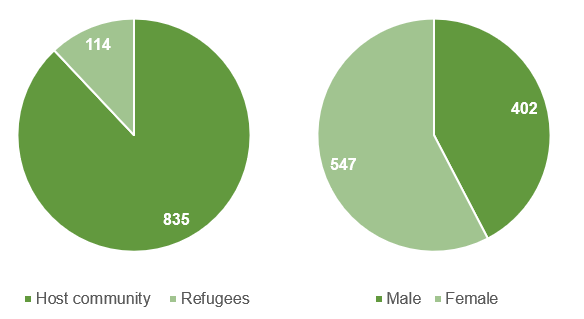 114
835
Host community
Refugees
402
547
Male
Female